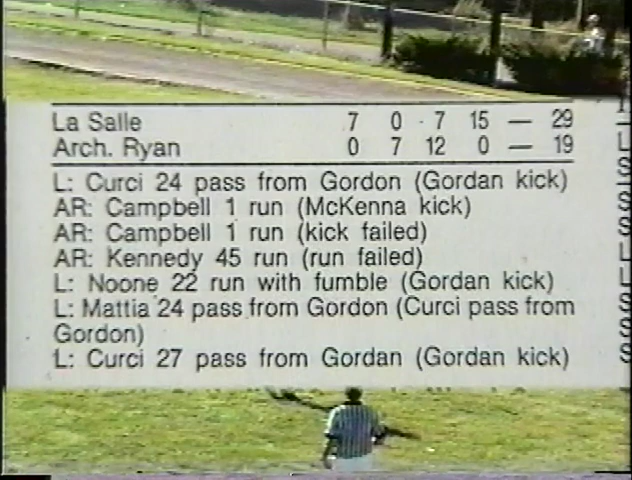 La Salle 7 0 7 15 — 29
Arch. Ryan 0 7 12 0 — 19
L: Curci 24 pass from Gordon (Gordan kick)
AR: Campbell 1 run (McKenna kick)
AR: Campbell 1 run (kick failed)
AR: Kennedy 45 run (run failed)
L: Noone 22 run with fumble (Gordan kick)
L: Mattia 24 pass from Gordon (Curci pass from
Gordon)
L: Curci 27 pass from Gordan (Gordan kick)